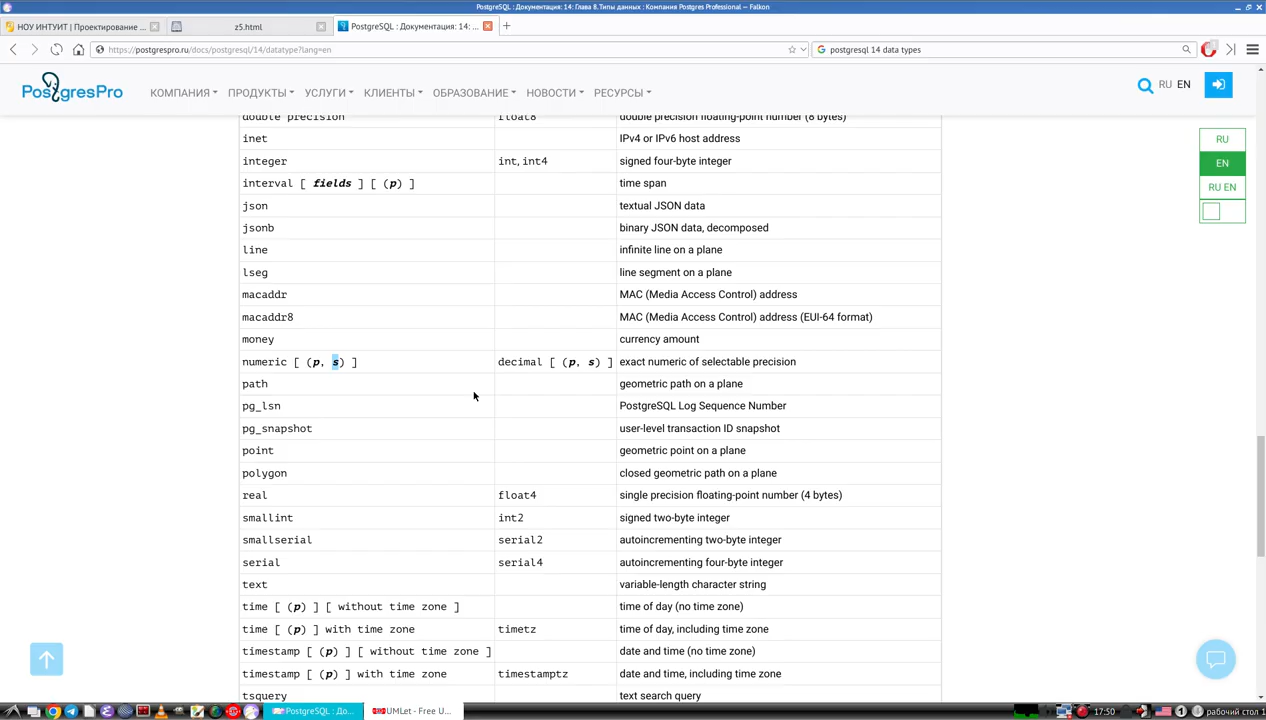 PostgreSQL : Документация: 14: Глава 8.Типы данных : Компания Postgres Professional — Falkon
НОУ ИНТУИТ | Проектирование ...
z5.html
PostgreSQL : Документация: 14: ...
https://postgrespro.ru/docs/postgresql/14/datatype?lang=en
postgresql 14 data types
PostgresPro
КОМПАНИЯ
ПРОДУКТЫ
УСЛУГИ
КЛИЕНТЫ
ОБРАЗОВАНИЕ
НОВОСТИ
РЕСУРСЫ
RU EN
RU
EN
RU EN
double precision float8 double precision floating-point number (8 bytes)
inet IPv4 or IPv6 host address
integer int, int4 signed four-byte integer
interval [ fields ] [ (p) ] time span
json textual JSON data
jsonb binary JSON data, decomposed
line infinite line on a plane
lseg line segment on a plane
macaddr MAC (Media Access Control) address
macaddr8 MAC (Media Access Control) address (EUI-64 format)
money currency amount
numeric [ (p, s) ] decimal [ (p, s) ] exact numeric of selectable precision
path geometric path on a plane
pg_lsn PostgreSQL Log Sequence Number
pg_snapshot user-level transaction ID snapshot
point geometric point on a plane
polygon closed geometric path on a plane
real float4 single precision floating-point number (4 bytes)
smallint int2 signed two-byte integer
smallserial serial2 autoincrementing two-byte integer
serial serial4 autoincrementing four-byte integer
text variable-length character string
time [ (p) ] [ without time zone ] time of day (no time zone)
time [ (p) ] with time zone timetz time of day, including time zone
timestamp [ (p) ] [ without time zone ] date and time (no time zone)
timestamp [ (p) ] with time zone timestamptz date and time, including time zone
tsquery text search query
PostgreSQL : До...
UMLet - Free U...
17:50
1
рабочий стол 1